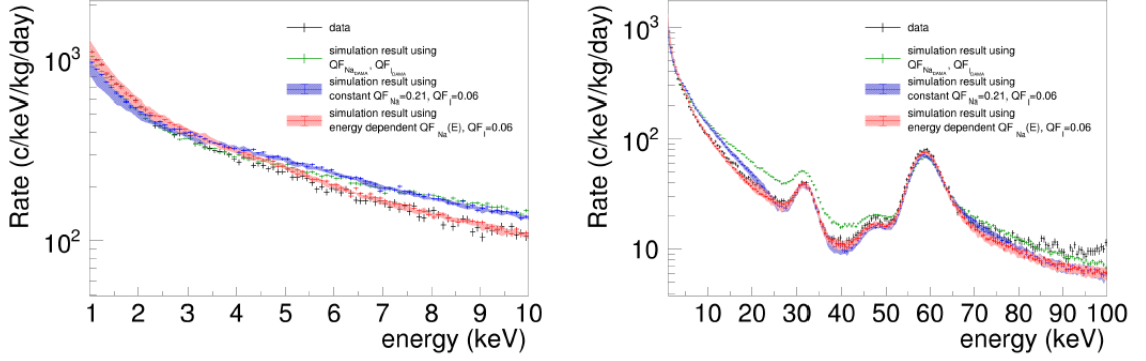 Rate (c/keV/kg/day)
10³
10²
data
simulation result using
QF_Na_DAMA, QF_I_DAMA
simulation result using
constant QF_Na=0.21, QF_I=0.06
simulation result using
energy dependent QF_Na(E), QF_I=0.06
1 2 3 4 5 6 7 8 9 10
energy (keV)
Rate (c/keV/kg/day)
10³
10²
10
data
simulation result using
QF_Na_DAMA, QF_I_DAMA
simulation result using
constant QF_Na=0.21, QF_I=0.06
simulation result using
energy dependent QF_Na(E), QF_I=0.06
10 20 30 40 50 60 70 80 90 100
energy (keV)